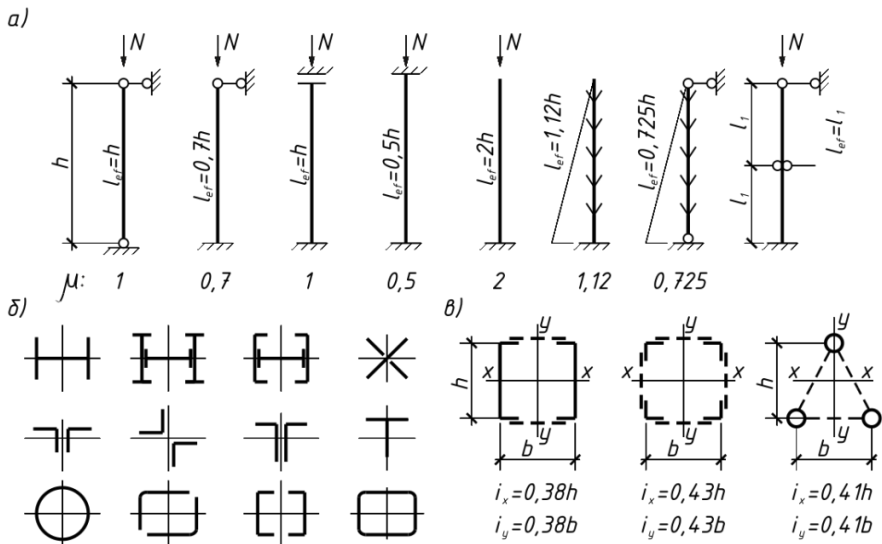 а)
N N N N N N
h
l_ef=h
l_ef=0,7h
l_ef=h
l_ef=0,5h
l_ef=2h
l_ef=1,12h
l_ef=0,725h
l_1
l_1
l_ef=l_1
μ: 1 0,7 1 0,5 2 1,12 0,725
б)
в)
y y y
h x x x x h x x
y y y
b b b
i_x=0,38h i_x=0,43h i_x=0,41h
i_y=0,38b i_y=0,43b i_y=0,41b